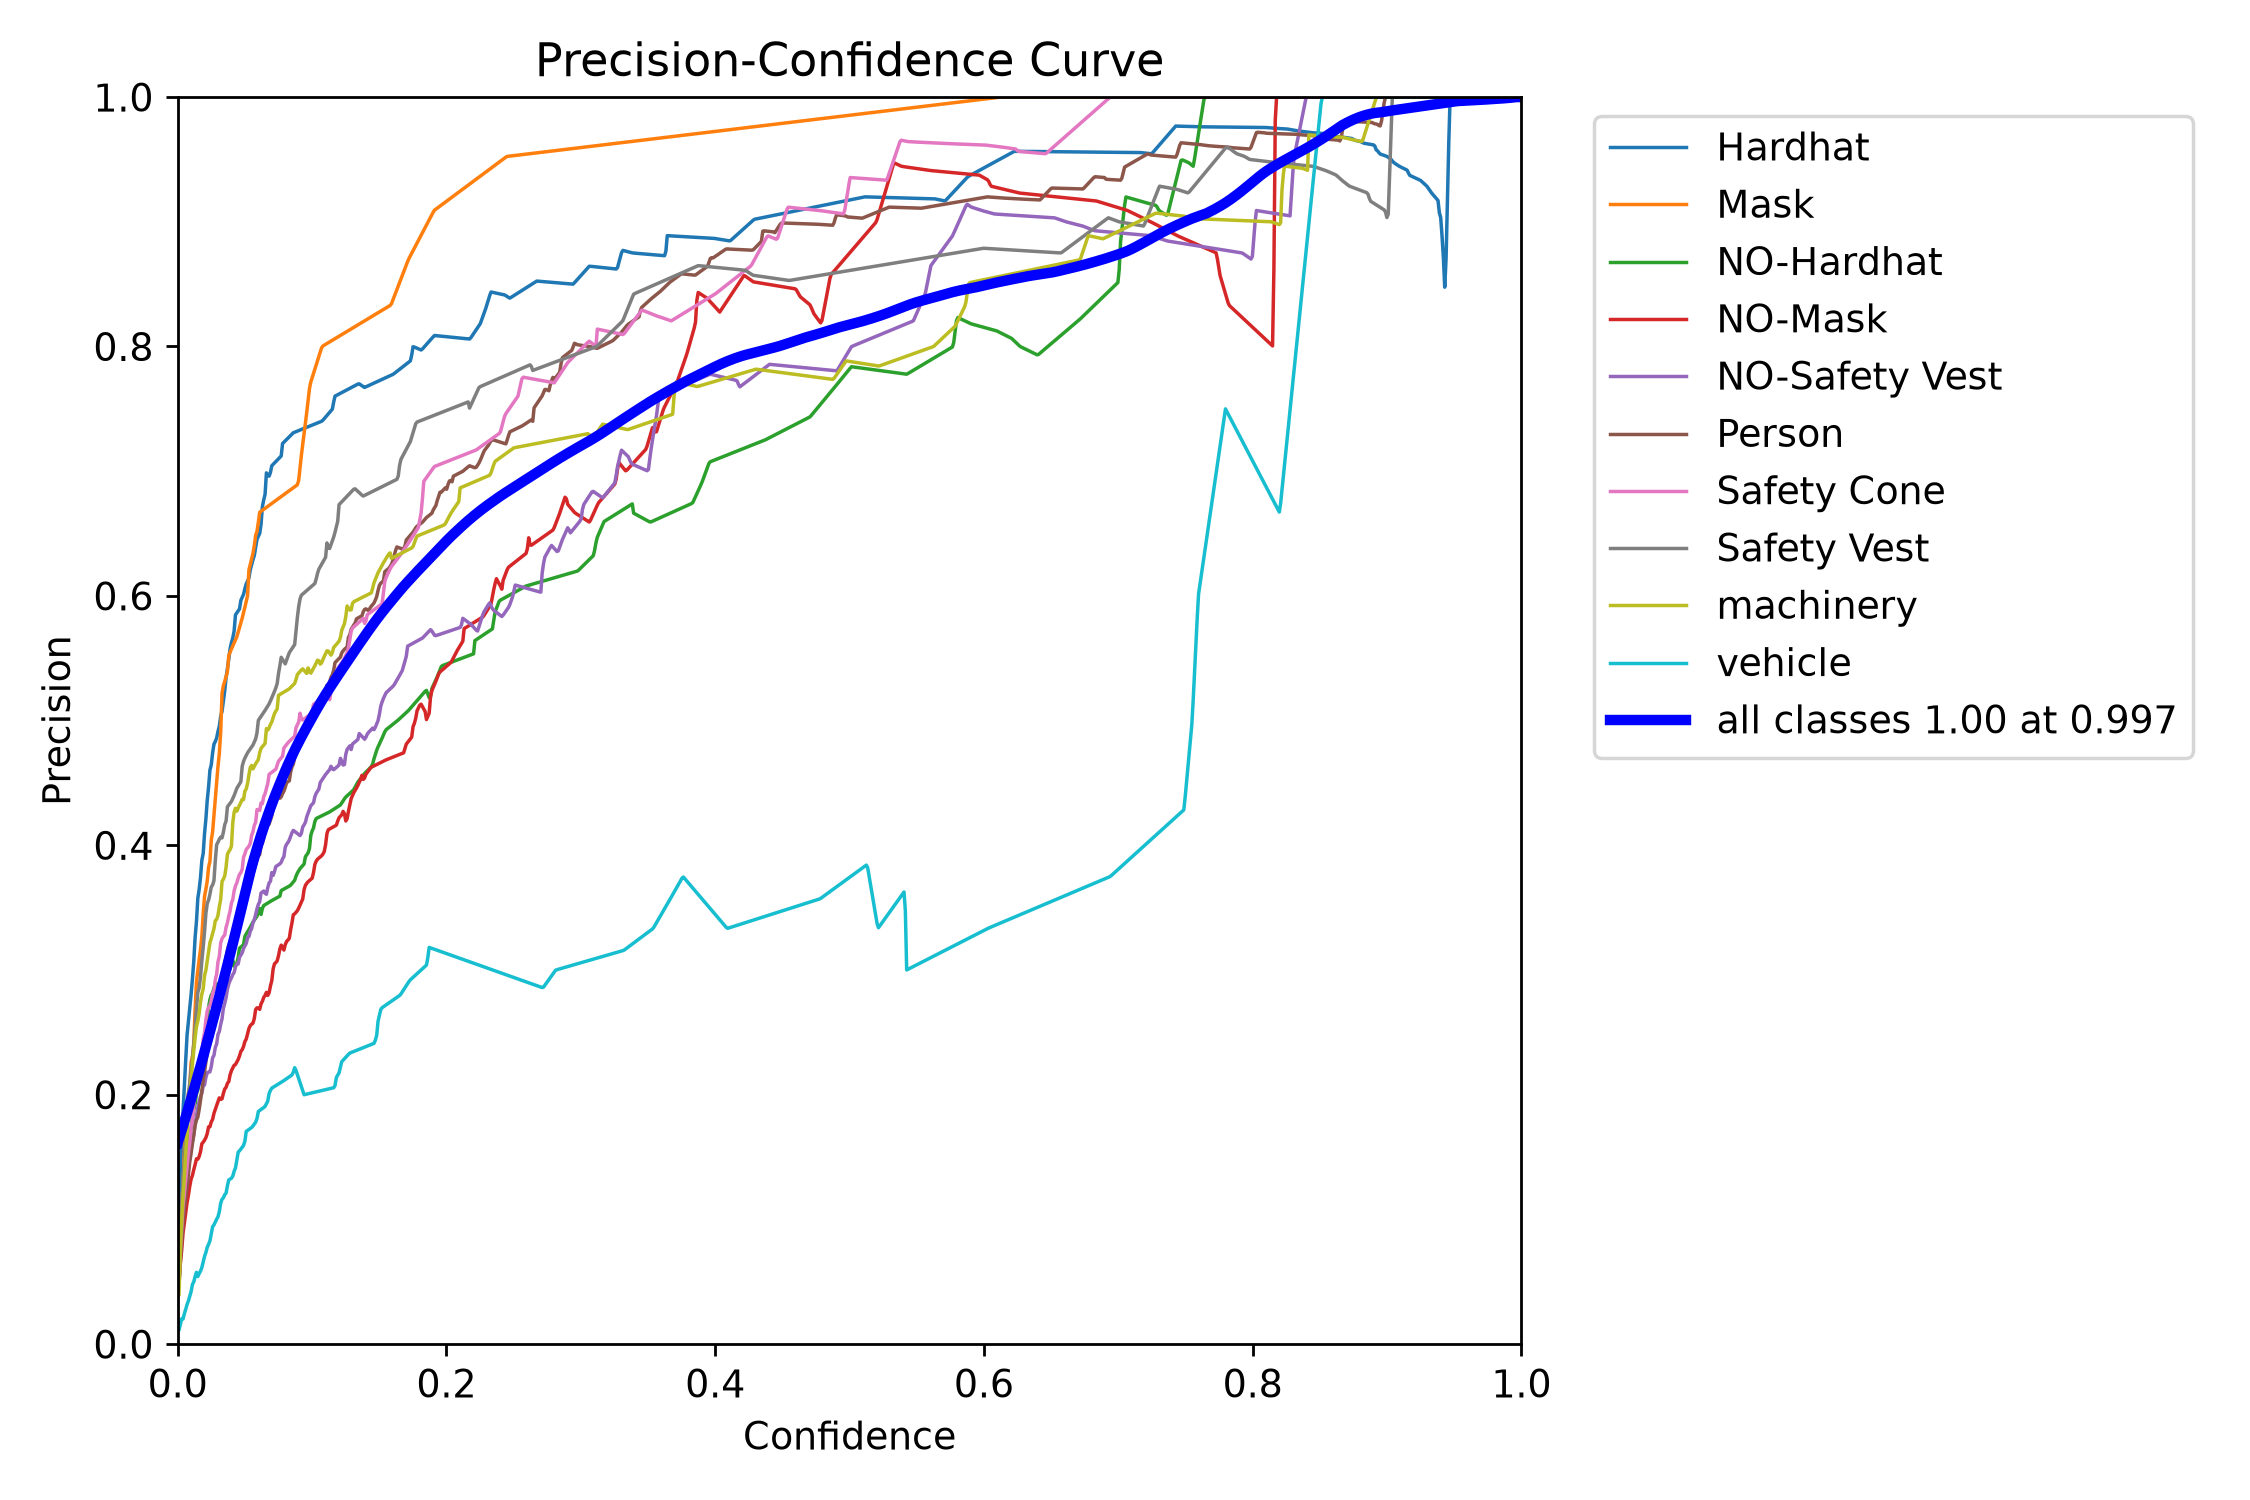 Precision-Confidence Curve
1.0
0.8
0.6
0.4
0.2
0.0
Precision
0.0 0.2 0.4 0.6 0.8 1.0
Confidence
Hardhat
Mask
NO-Hardhat
NO-Mask
NO-Safety Vest
Person
Safety Cone
Safety Vest
machinery
vehicle
all classes 1.00 at 0.997